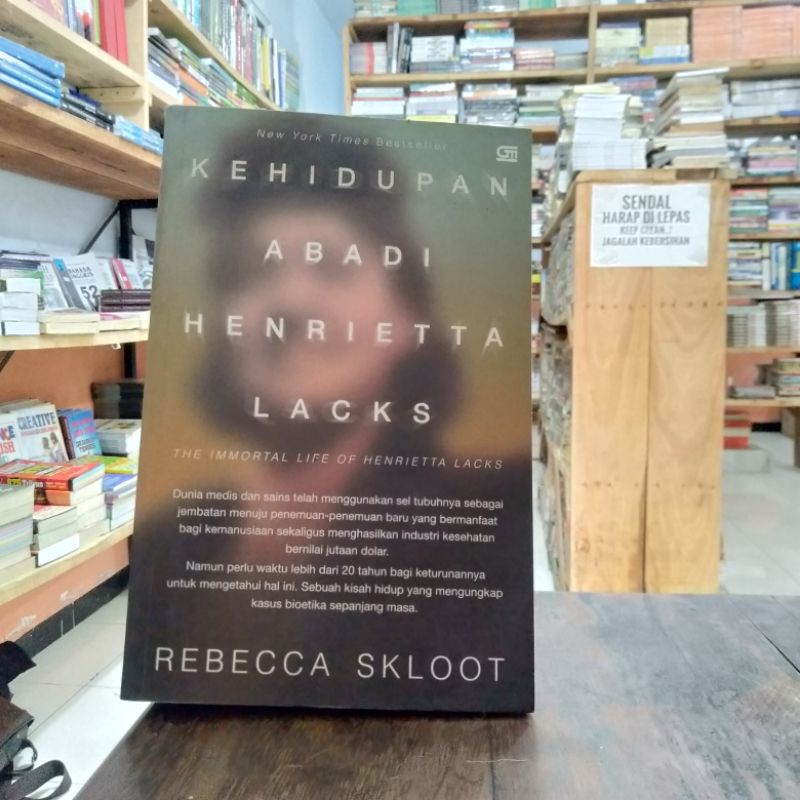 New York Times Bestseller
GM
KEHIDUPAN
ABADI
HENRIETTA
LACKS
THE IMMORTAL LIFE OF HENRIETTA LACKS
Dunia medis dan sains telah menggunakan sel tubuhnya sebagai
jembatan menuju penemuan-penemuan baru yang bermanfaat
bagi kemanusiaan sekaligus menghasilkan industri kesehatan
bernilai jutaan dolar.
Namun perlu waktu lebih dari 20 tahun bagi keturunannya
untuk mengetahui hal ini. Sebuah kisah hidup yang mengungkap
kasus bioetika sepanjang masa.
REBECCA SKLOOT
SENDAL
HARAP DI LEPAS
KEEP CLEAN..!
JAGALAH KEBERSIHAN
52
CREATIVE